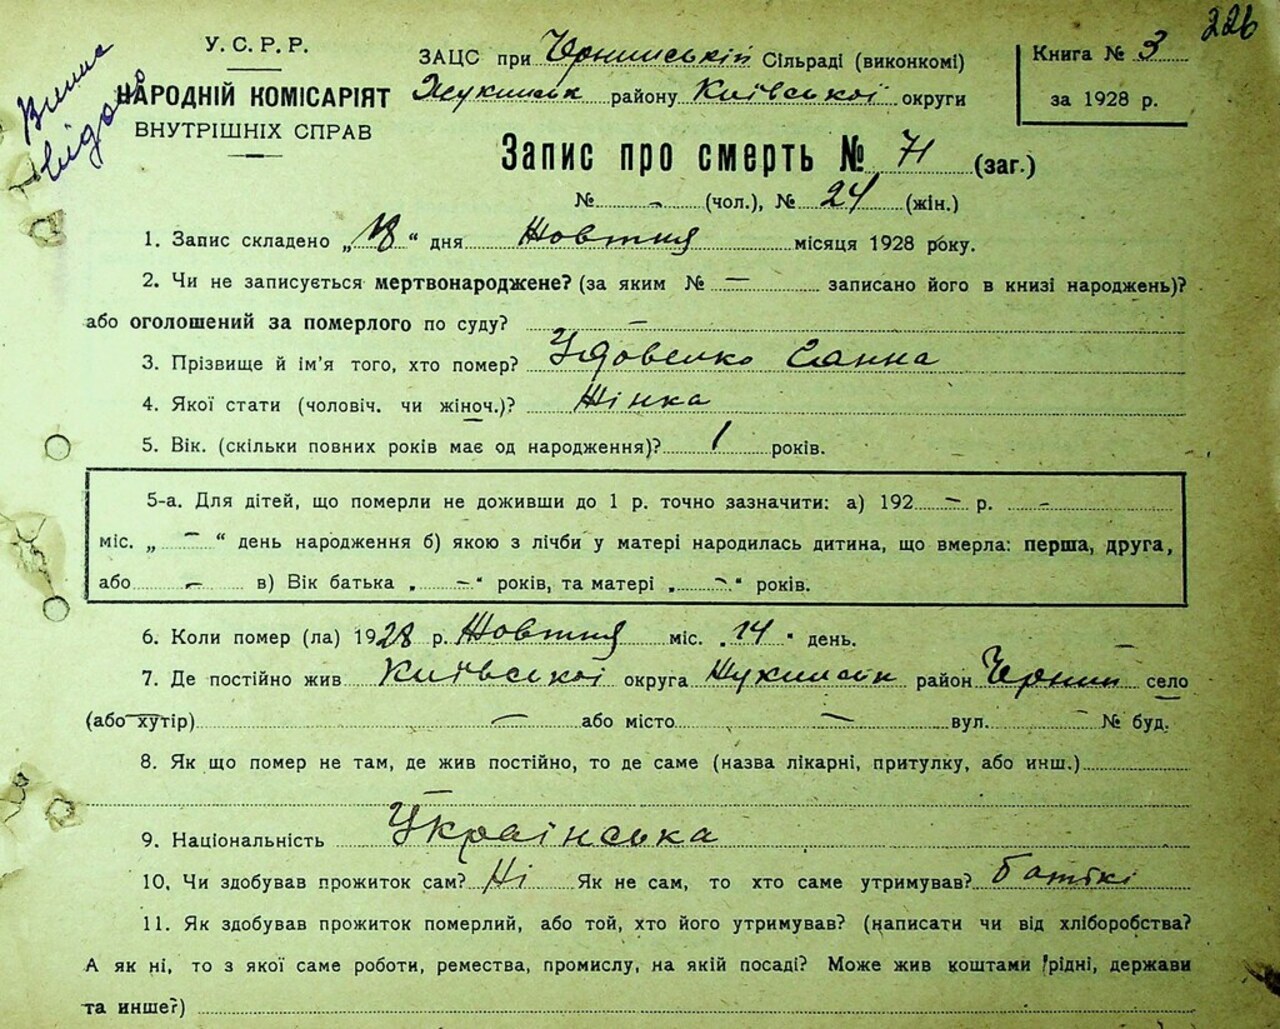 226
Випис
видано
У. С. Р. Р.
НАРОДНІЙ КОМІСАРІЯТ
ВНУТРІШНІХ СПРАВ
ЗАЦС при Сільраді (виконкомі)
району Київської округи
Книга № 3
за 1928 р.
Запис про смерть № 71 (заг.)
№ - (чол.), № 24 (жін.)
1. Запис складено „18“ дня Жовтня місяця 1928 року.
2. Чи не записується мертвонароджене? (за яким № — записано його в книзі народжень)?
або оголошений за померлого по суду? —
3. Прізвище й ім'я того, хто помер? Удовенко Ганна
4. Якої стати (чоловіч. чи жіноч.)? Жінка
5. Вік. (скільки повних років має од народження)? 1 років.
5-а. Для дітей, що померли не доживши до 1 р. точно зазначити: а) 192 — р. -
міс. „ — “ день народження б) якою з лічби у матері народилась дитина, що вмерла: перша, друга,
або — в) Вік батька „ — “ років, та матері „ — “ років.
6. Коли помер (ла) 1928 р. Жовтня міс. „14“ день.
7. Де постійно жив Київської округа район село
(або хутір) — або місто — вул. — № буд. —
8. Як що помер не там, де жив постійно, то де саме (назва лікарні, притулку, або инш.)
—
9. Національність Українська
10. Чи здобував прожиток сам? Ні Як не сам, то хто саме утримував? батькі
11. Як здобував прожиток померлий, або той, хто його утримував? (написати чи від хліборобства?
А як ні, то з якої саме роботи, ремества, промислу, на якій посаді? Може жив коштами рідні, держави
та инше?)